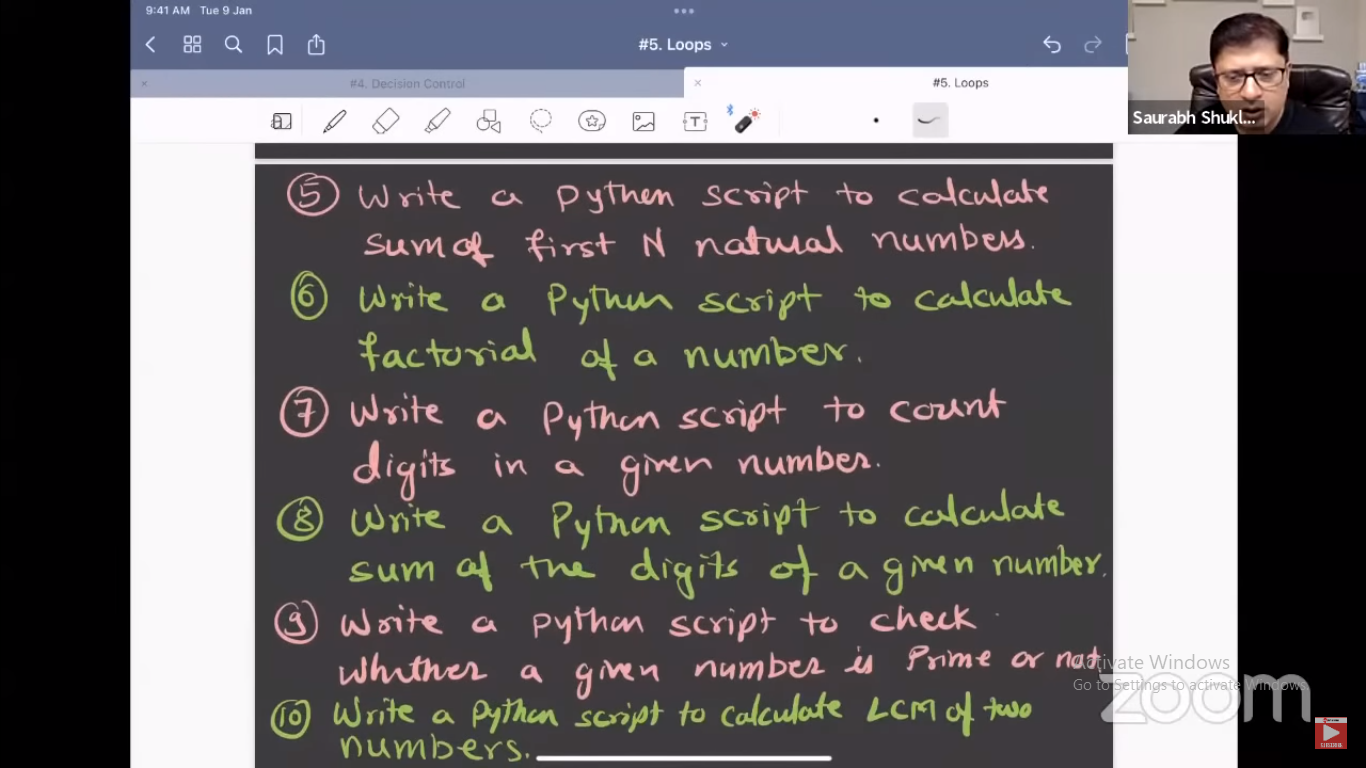 9:41 AM Tue 9 Jan
#5. Loops
#4. Decision Control
#5. Loops
Saurabh Shukl...
5 Write a Python script to calculate
sum of first N natural numbers.
6 Write a Python script to calculate
factorial of a number.
7 Write a Python script to count
digits in a given number.
8 Write a Python script to calculate
sum of the digits of a given number.
9 Write a python script to check
whether a given number is Prime or not
10 Write a Python script to calculate LCM of two
numbers.
Activate Windows
Go to Settings to activate Windows.
zoom